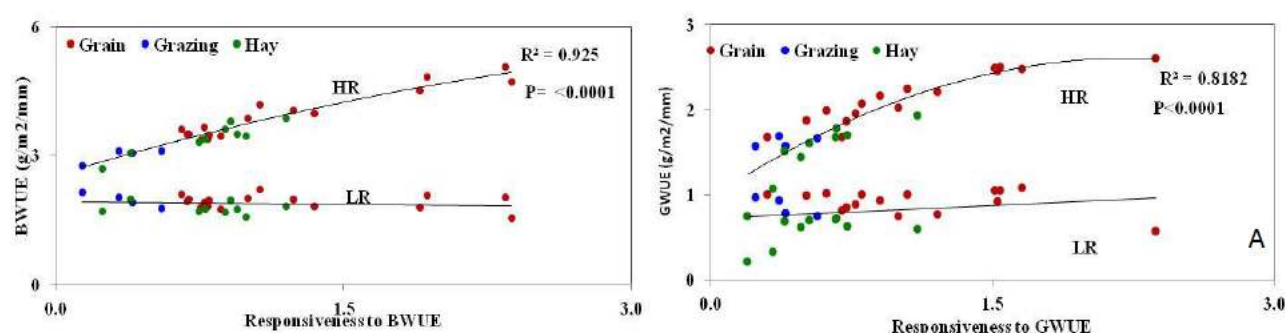 6
Grain Grazing Hay
R² = 0.925
P= <0.0001
HR
BWUE (g/m2/mm)
3
LR
0
0.0 1.5 3.0
Responsiveness to BWUE
3
Grain Grazing Hay
R² = 0.8182
P<0.0001
HR
GWUE (g/m2/mm)
2
1
LR
A
0
0.0 1.5 3.0
Responsiveness to GWUE